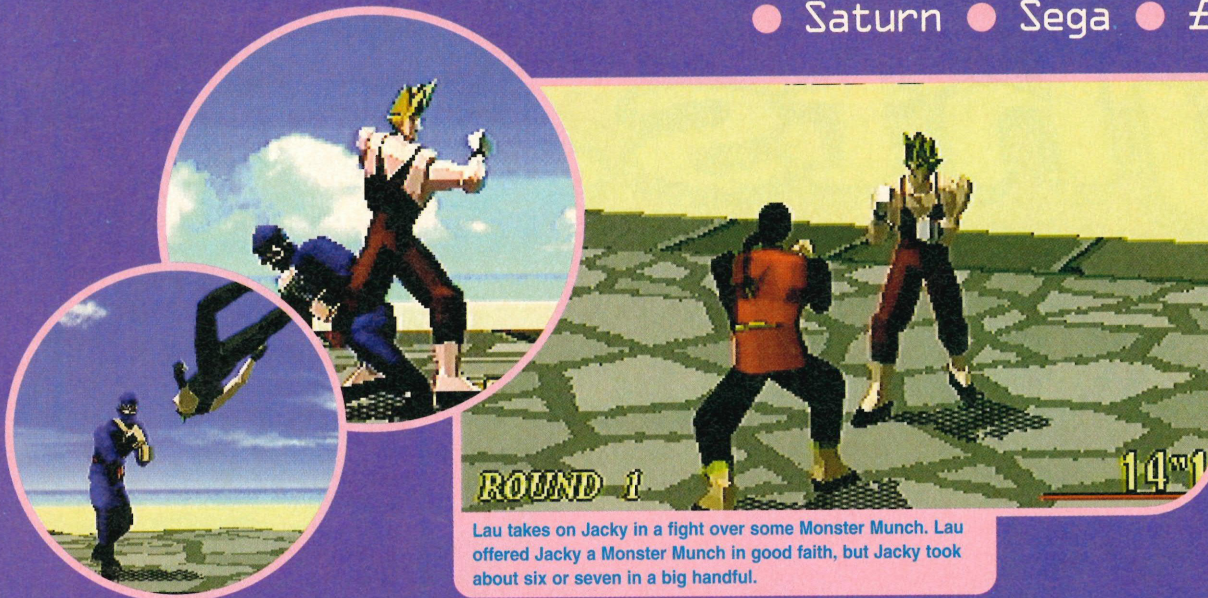 ● Saturn ● Sega ● £
ROUND 1
14"1
Lau takes on Jacky in a fight over some Monster Munch. Lau
offered Jacky a Monster Munch in good faith, but Jacky took
about six or seven in a big handful.